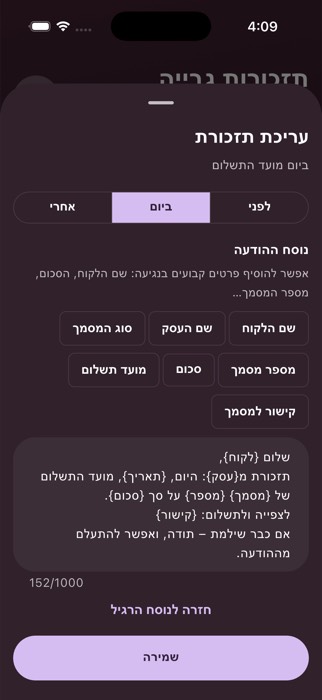 4:09
תזכורות גבייה
עריכת תזכורת
ביום מועד התשלום
לפני
ביום
אחרי
נוסח ההודעה
אפשר להוסיף פרטים קבועים בנגיעה: שם הלקוח, הסכום,
מספר המסמך...
שם הלקוח
שם העסק
סוג המסמך
מספר מסמך
סכום
מועד תשלום
קישור למסמך
שלום {לקוח},
תזכורת מ{עסק}: היום, {תאריך}, מועד התשלום
של {מסמך} {מספר} על סך {סכום}.
לצפייה ולתשלום: {קישור}
אם כבר שילמת – תודה, ואפשר להתעלם
מההודעה.
152/1000
חזרה לנוסח הרגיל
שמירה